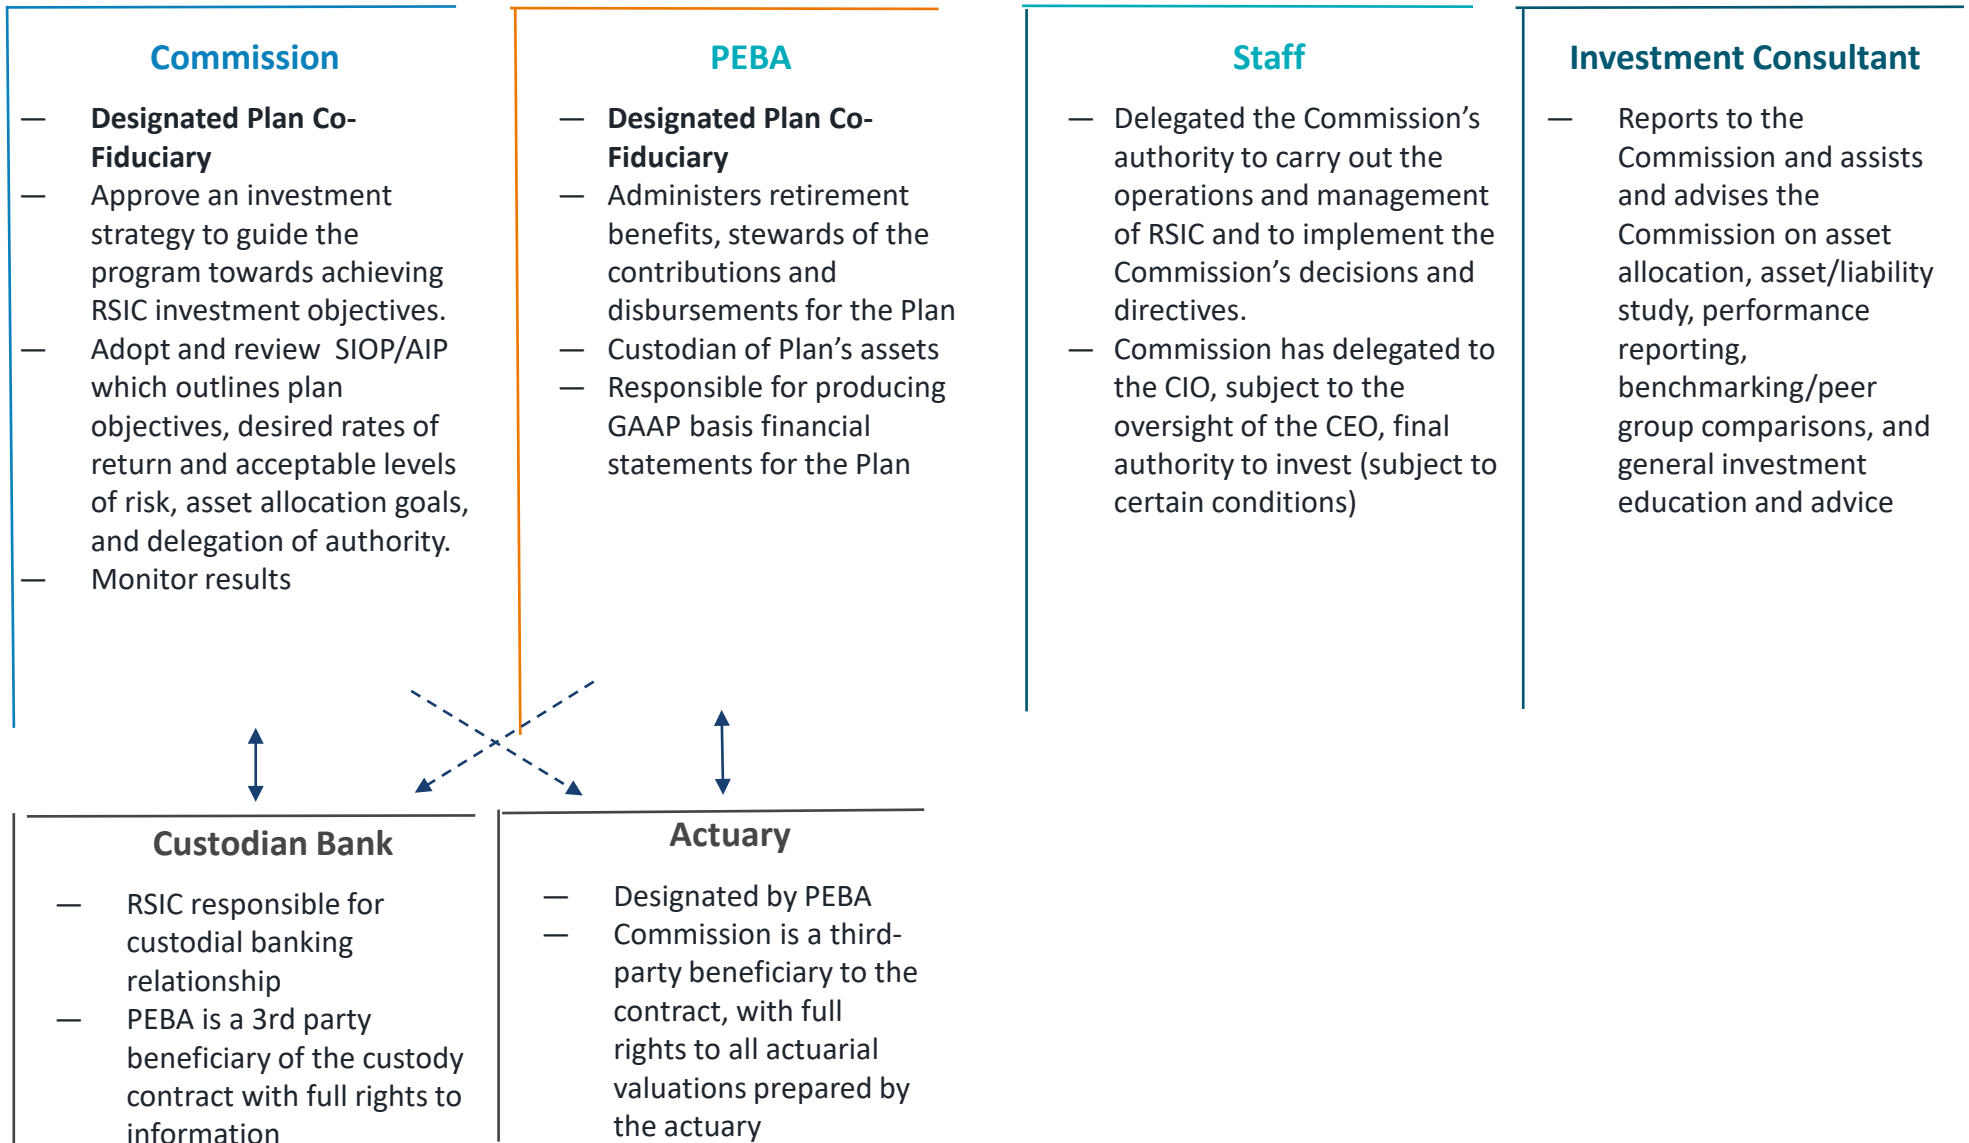 Commission
— Designated Plan Co-
Fiduciary
— Approve an investment
strategy to guide the
program towards achieving
RSIC investment objectives.
— Adopt and review  SIOP/AIP
which outlines plan
objectives, desired rates of
return and acceptable levels
of risk, asset allocation goals,
and delegation of authority.
— Monitor results
PEBA
— Designated Plan Co-
Fiduciary
— Administers retirement
benefits, stewards of the
contributions and
disbursements for the Plan
— Custodian of Plan’s assets
— Responsible for producing
GAAP basis financial
statements for the Plan
Staff
— Delegated the Commission’s
authority to carry out the
operations and management
of RSIC and to implement the
Commission’s decisions and
directives.
— Commission has delegated to
the CIO, subject to the
oversight of the CEO, final
authority to invest (subject to
certain conditions)
Investment Consultant
— Reports to the
Commission and assists
and advises the
Commission on asset
allocation, asset/liability
study, performance
reporting,
benchmarking/peer
group comparisons, and
general investment
education and advice
Custodian Bank
— RSIC responsible for
custodial banking
relationship
— PEBA is a 3rd party
beneficiary of the custody
contract with full rights to
information
Actuary
— Designated by PEBA
— Commission is a third-
party beneficiary to the
contract, with full
rights to all actuarial
valuations prepared by
the actuary